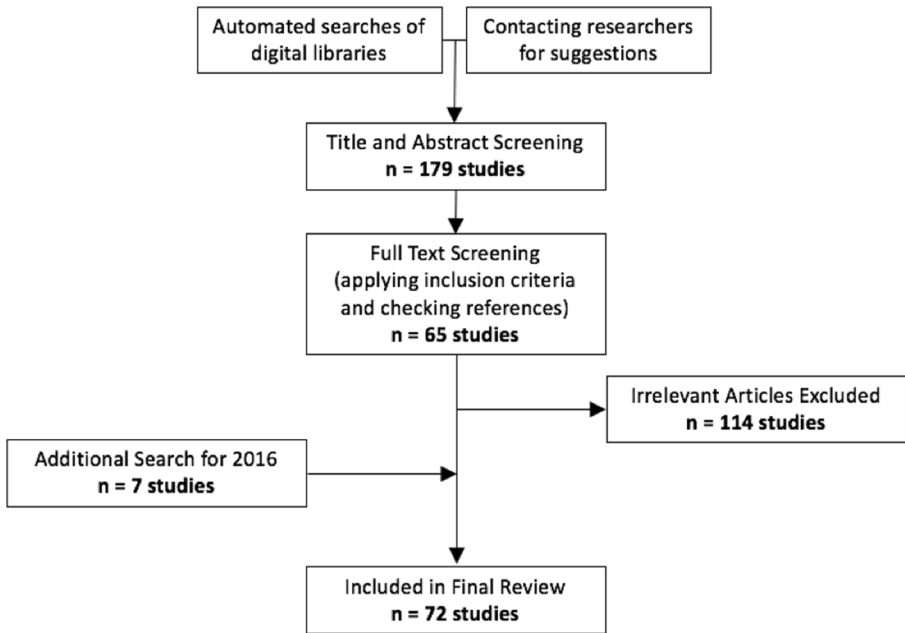 Automated searches of
digital libraries
Contacting researchers
for suggestions
Title and Abstract Screening
n = 179 studies
Full Text Screening
(applying inclusion criteria
and checking references)
n = 65 studies
Irrelevant Articles Excluded
n = 114 studies
Additional Search for 2016
n = 7 studies
Included in Final Review
n = 72 studies